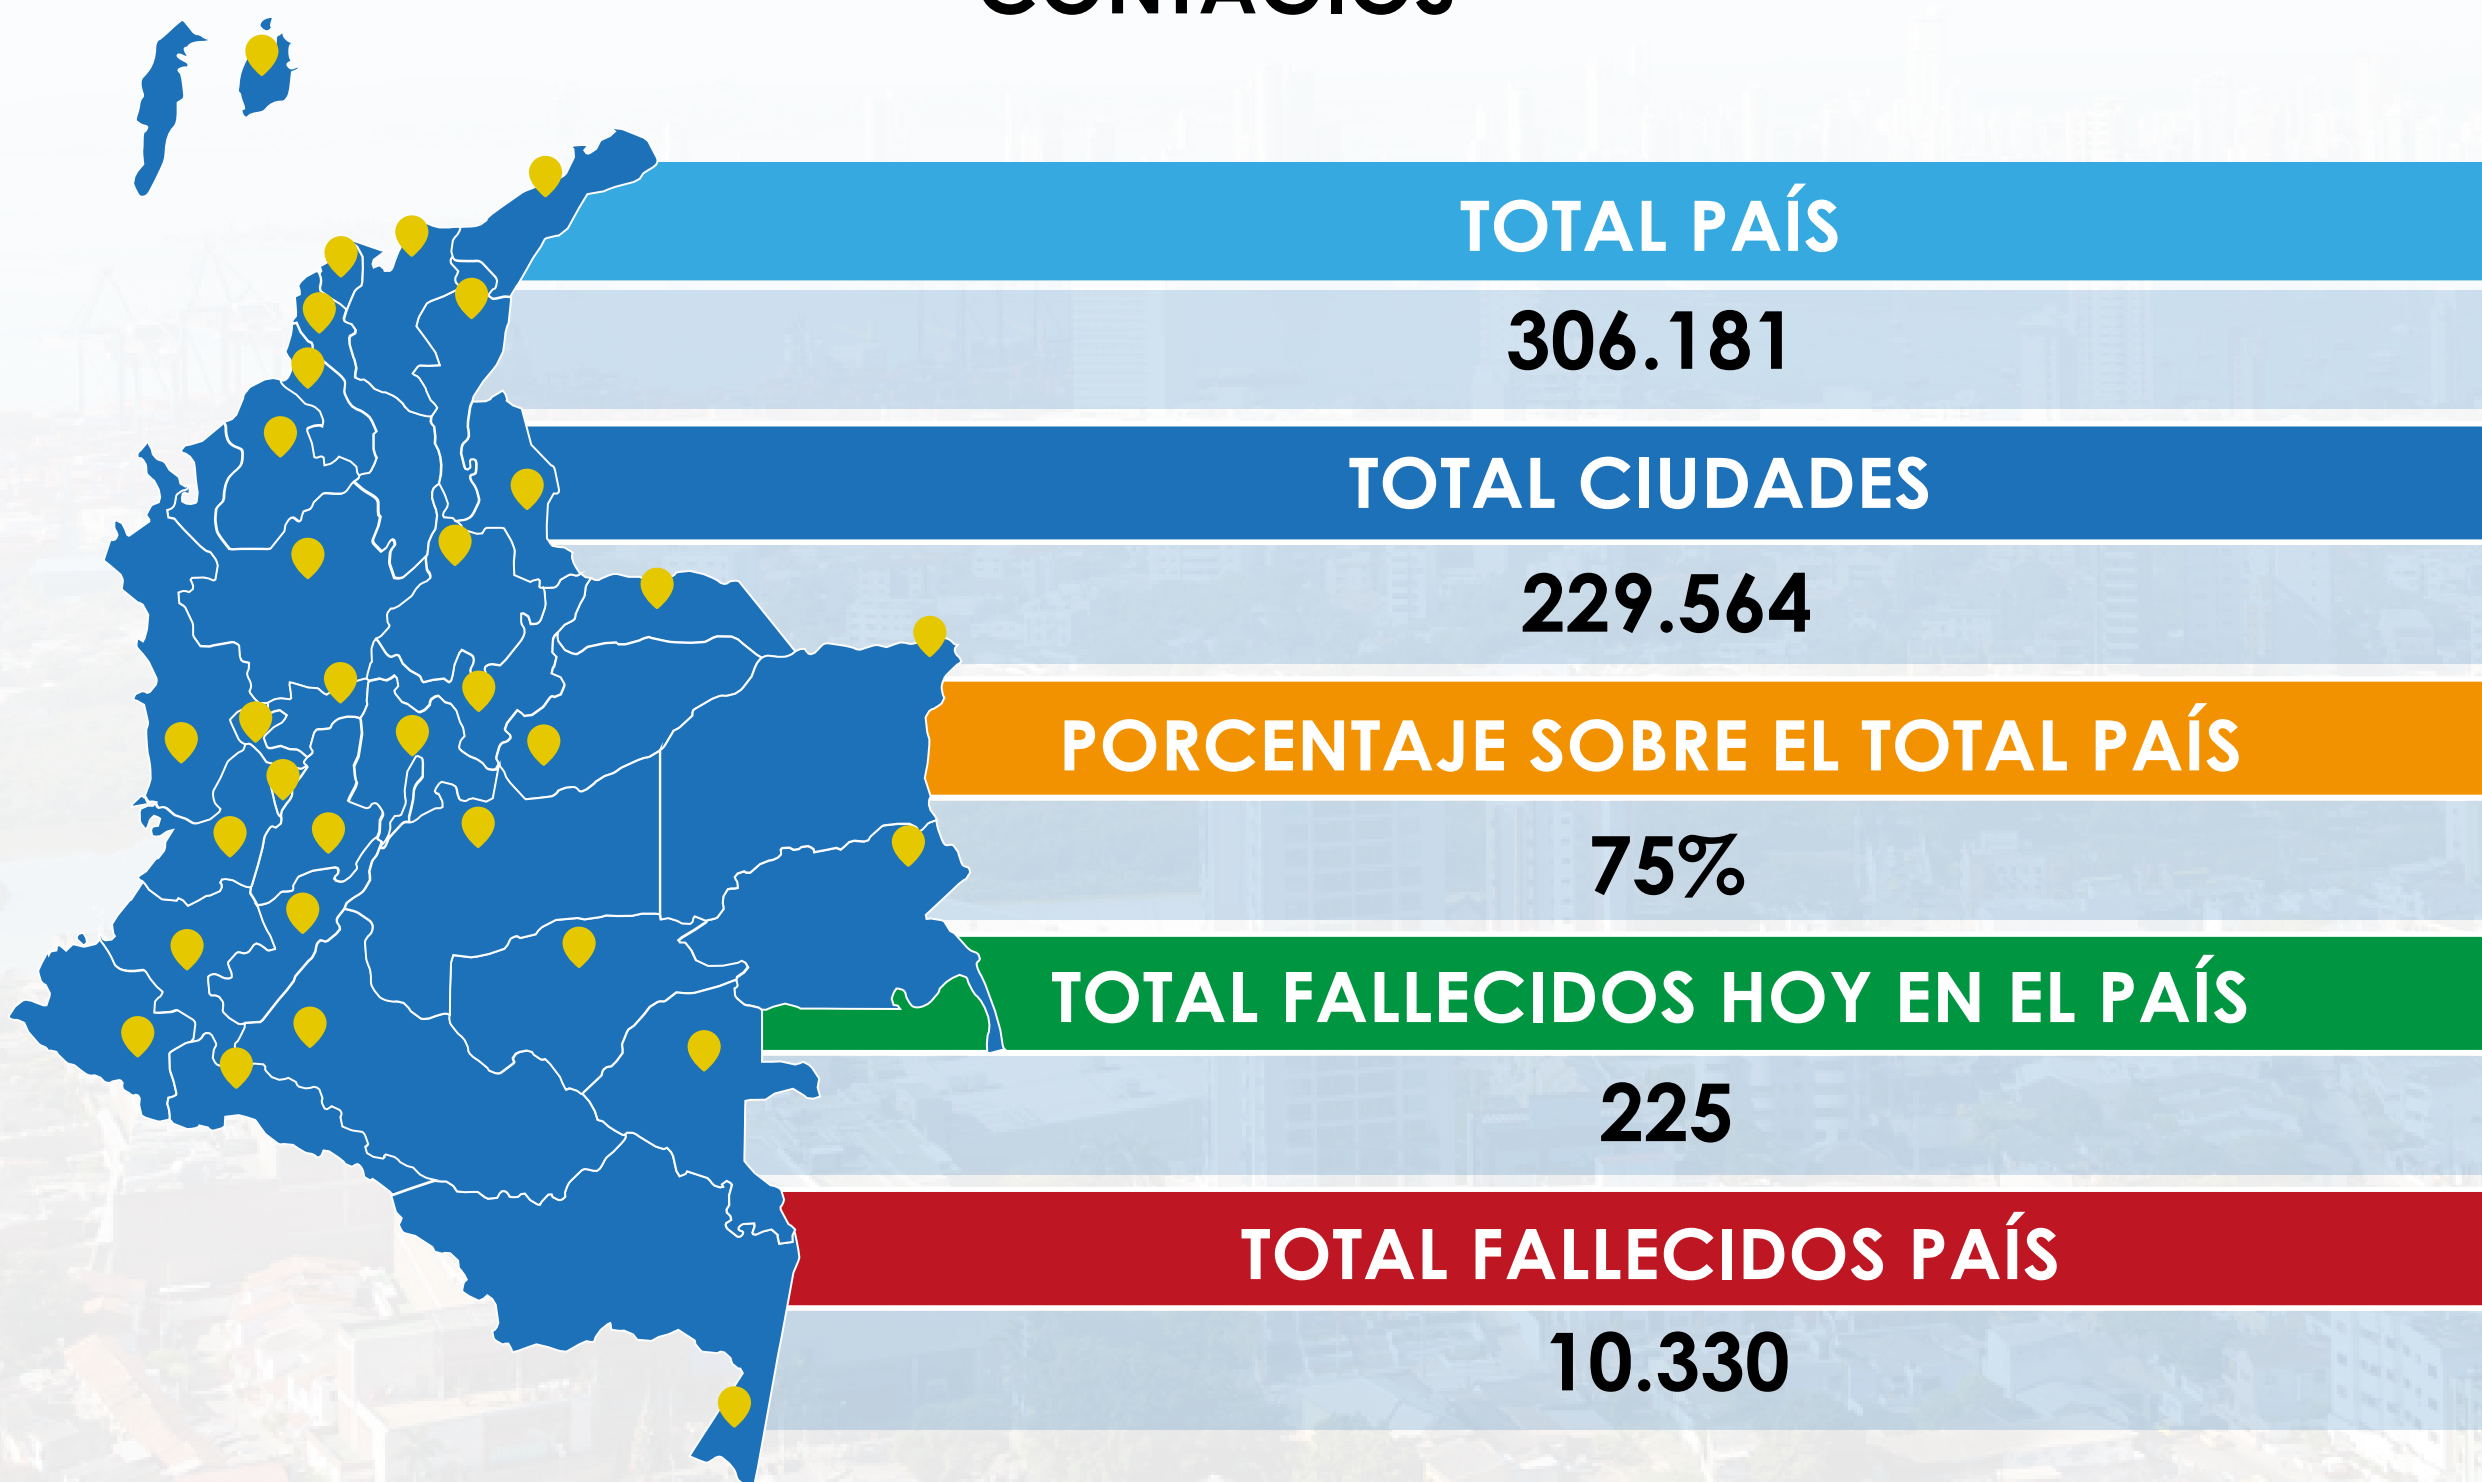 CONTAGIOS
TOTAL PAÍS
306.181
TOTAL CIUDADES
229.564
PORCENTAJE SOBRE EL TOTAL PAÍS
75%
TOTAL FALLECIDOS HOY EN EL PAÍS
225
TOTAL FALLECIDOS PAÍS
10.330